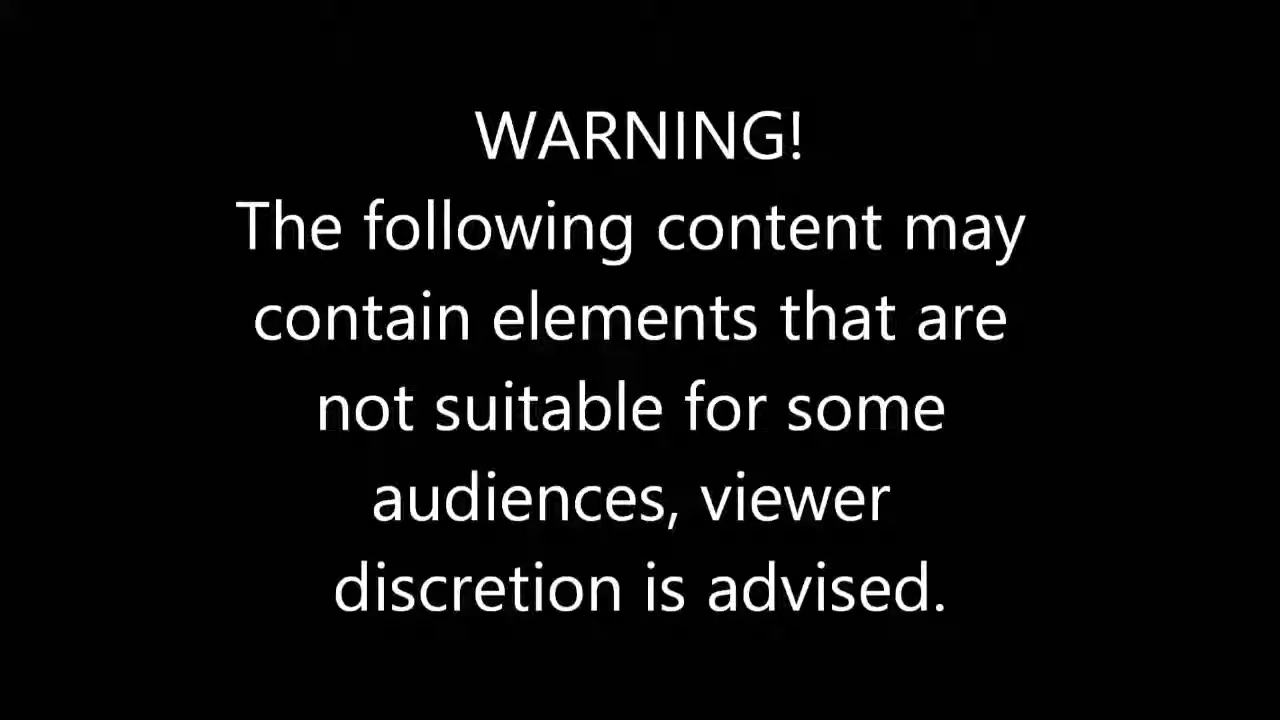 WARNING!
The following content may
contain elements that are
not suitable for some
audiences, viewer
discretion is advised.